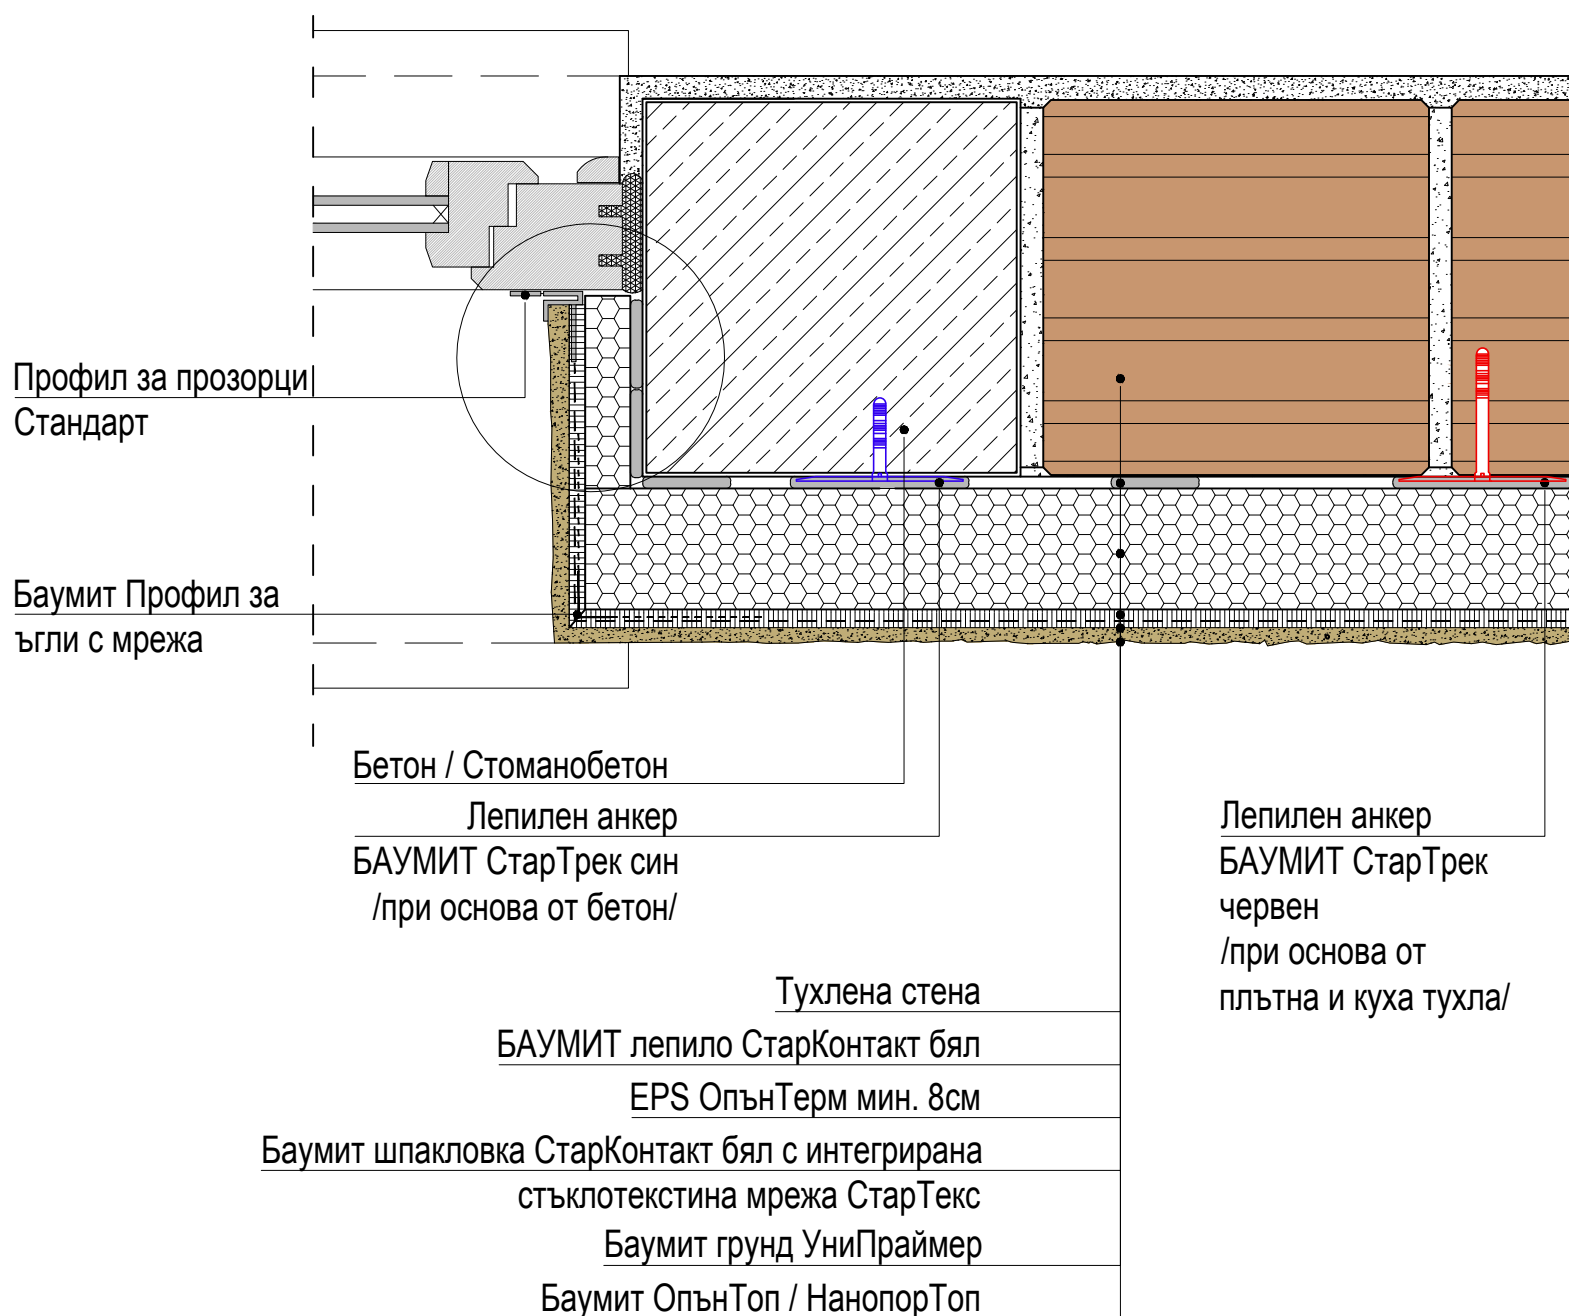 Профил за прозорци
Стандарт
Баумит Профил за
ъгли с мрежа
Бетон / Стоманобетон
Лепилен анкер
БАУМИТ СтарТрек син
/при основа от бетон/
Лепилен анкер
БАУМИТ СтарТрек
червен
/при основа от
плътна и куха тухла/
Тухлена стена
БАУМИТ лепило СтарКонтакт бял
EPS ОпънТерм мин. 8см
Баумит шпакловка СтарКонтакт бял с интегрирана
стъклотекстина мрежа СтарТекс
Баумит грунд УниПраймер
Баумит ОпънТоп / НанопорТоп